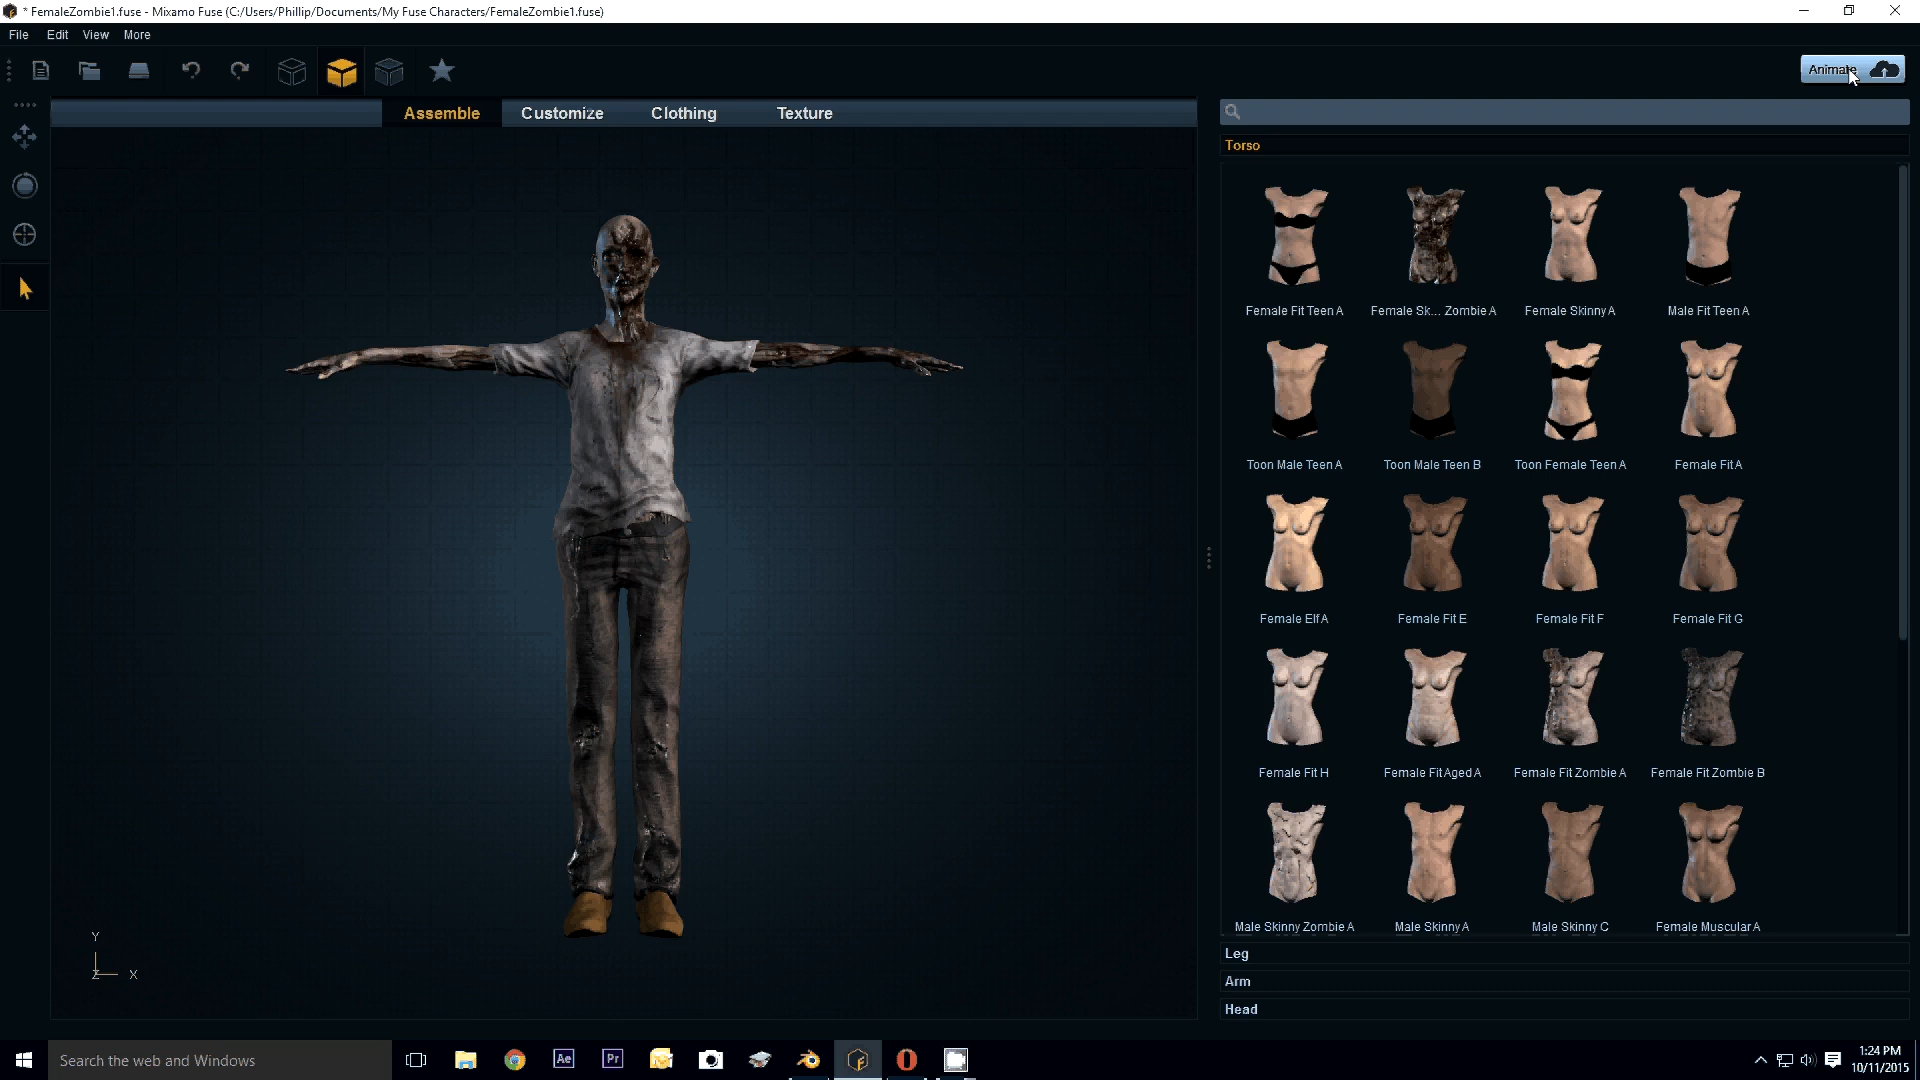 * FemaleZombie1.fuse - Mixamo Fuse (C:/Users/Phillip/Documents/My Fuse Characters/FemaleZombie1.fuse)
File Edit View More
Animate
Assemble Customize Clothing Texture
Torso
Female Fit Teen A Female Sk... Zombie A Female Skinny A Male Fit Teen A
Toon Male Teen A Toon Male Teen B Toon Female Teen A Female Fit A
Female Elf A Female Fit E Female Fit F Female Fit G
Female Fit H Female Fit Aged A Female Fit Zombie A Female Fit Zombie B
Male Skinny Zombie A Male Skinny A Male Skinny C Female Muscular A
Y
Z X
Leg
Arm
Head
Search the web and Windows
Ae Pr
1:24 PM
10/11/2015